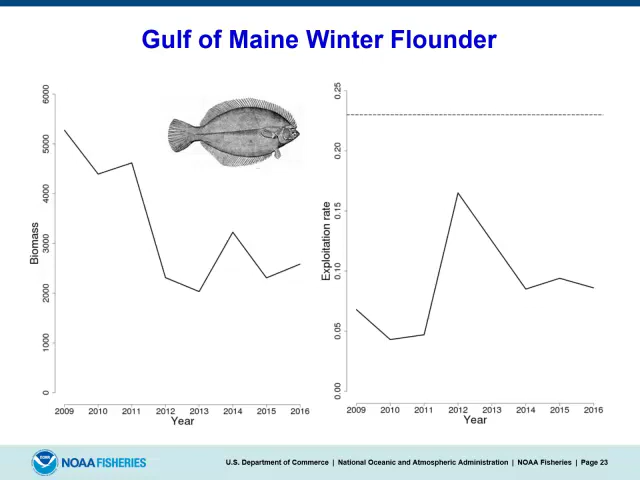 Gulf of Maine Winter Flounder
Biomass
6000
5000
4000
3000
2000
1000
0
2009 2010 2011 2012 2013 2014 2015 2016
Year
Exploitation rate
0.25
0.20
0.15
0.10
0.05
0.00
2009 2010 2011 2012 2013 2014 2015 2016
Year
NOAA
NOAA FISHERIES
U.S. Department of Commerce | National Oceanic and Atmospheric Administration | NOAA Fisheries | Page 23